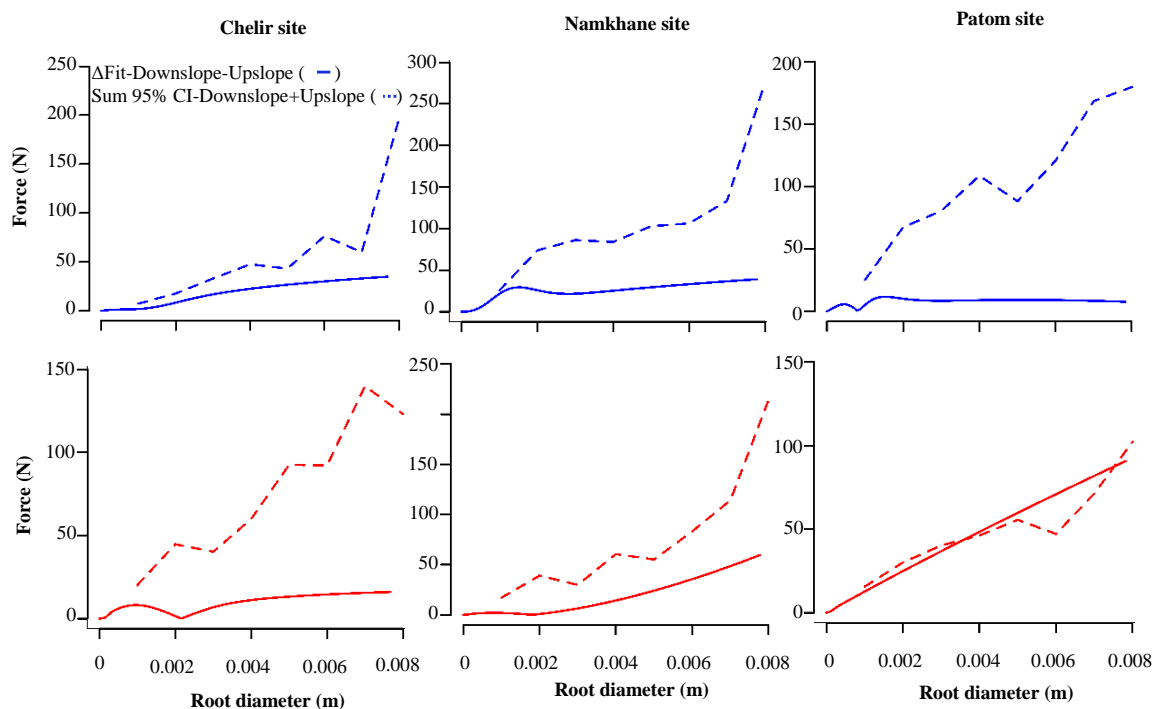 Chelir site
Namkhane site
Patom site
ΔFit-Downslope-Upslope ( — )
Sum 95% CI-Downslope+Upslope ( ···· )
Force (N)
250
200
150
100
50
0
300
250
200
150
100
50
0
200
150
100
50
0
Force (N)
150
100
50
0
250
150
100
50
0
150
100
50
0
0 0.002 0.004 0.006 0.008
0 0.002 0.004 0.006 0.008
0 0.002 0.004 0.006 0.008
Root diameter (m)
Root diameter (m)
Root diameter (m)